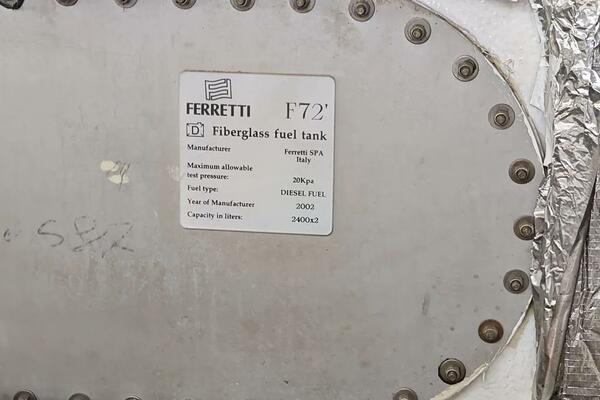 FERRETTI F72'
D Fiberglass fuel tank
Manufacturer Ferretti SPA
Italy
Maximum allowable
test pressure: 20Kpa
Fuel type: DIESEL FUEL
Year of Manufacturer 2002
Capacity in liters: 2400x2